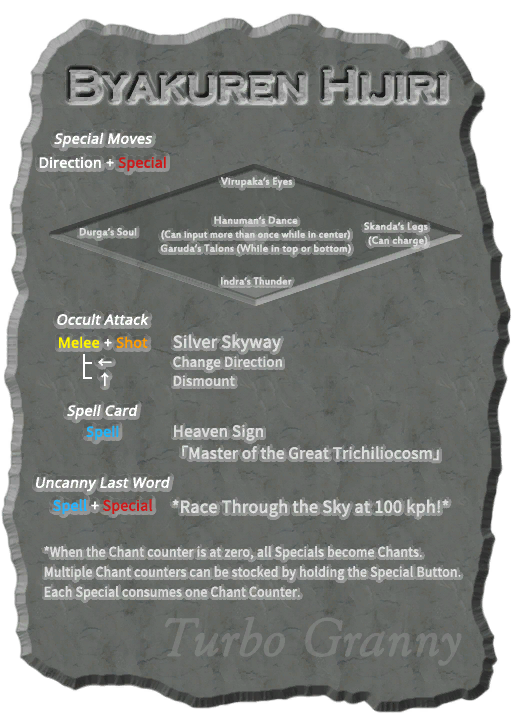 Byakuren Hijiri
Special Moves
Direction + Special
Virupaka's Eyes
Durga's Soul
Hanuman's Dance
(Can input more than once while in center)
Garuda's Talons (While in top or bottom)
Skanda's Legs
(Can charge)
Indra's Thunder
Occult Attack
Melee + Shot Silver Skyway
← Change Direction
↑ Dismount
Spell Card
Spell Heaven Sign
「Master of the Great Trichiliocosm」
Uncanny Last Word
Spell + Special *Race Through the Sky at 100 kph!*
*When the Chant counter is at zero, all Specials become Chants.
Multiple Chant counters can be stocked by holding the Special Button.
Each Special consumes one Chant Counter.
Turbo Granny